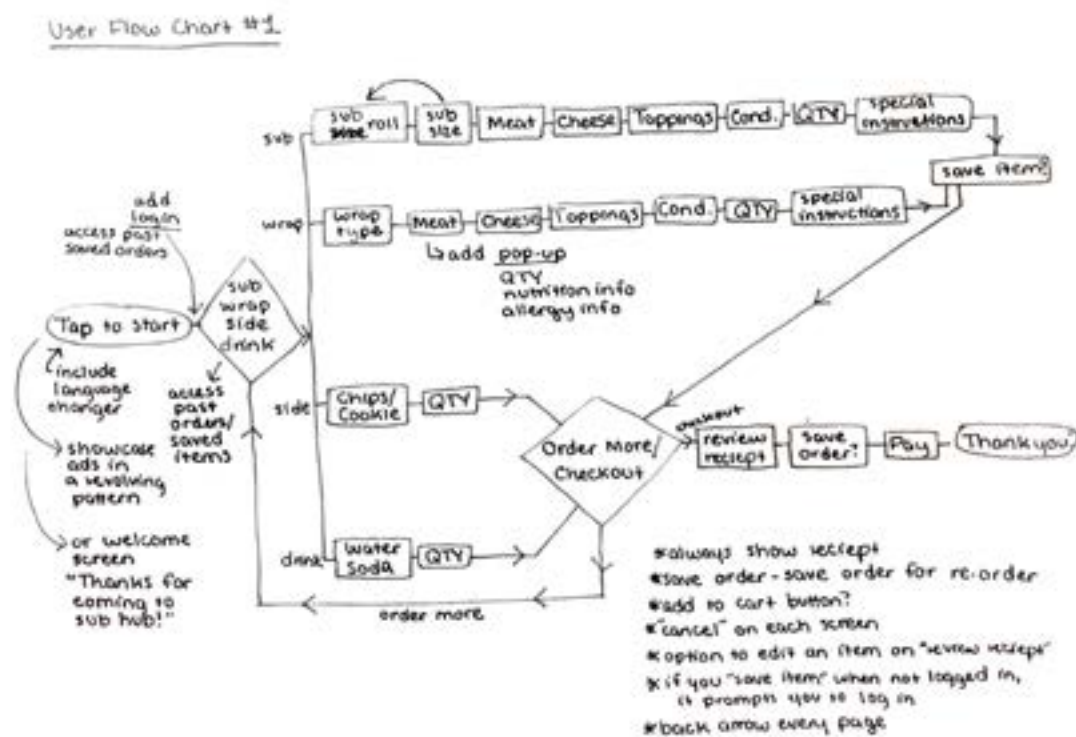 User Flow Chart #1
sub
sub size roll
sub
size
Meat
Cheese
Toppings
Cond.
QTY
special
instructions
save item?
wrap
wrap
type
Meat
Cheese
Toppings
Cond.
QTY
special
instructions
↳add pop-up
QTY
nutrition info
allergy info
add
login
access past
saved orders
Tap to start
sub
wrap
side
drink
include
language
changer
showcase
ads in
a revolving
pattern
or welcome
screen
"Thanks for
coming to
sub hub!"
access
past
orders/
saved
items
side
Chips/
Cookie
QTY
drink
water
soda
QTY
Order More/
Checkout
order more
checkout
review
reciept
save
order?
Pay
Thank you
*always show reciept
*save order-save order for re-order
*add to cart button?
*"cancel" on each screen
*option to edit an item on "review reciept"
*if you "save item" when not logged in,
it prompts you to log in
*back arrow every page